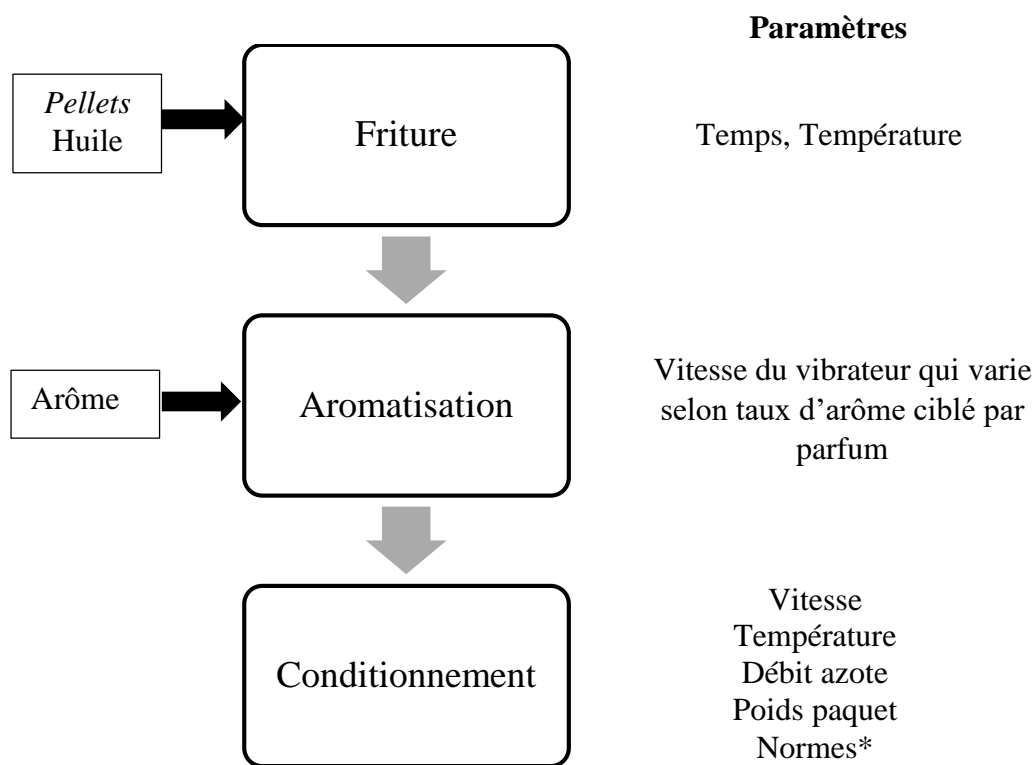 Paramètres
Pellets
Huile
Friture
Temps, Température
Arôme
Aromatisation
Vitesse du vibrateur qui varie
selon taux d’arôme ciblé par
parfum
Conditionnement
Vitesse
Température
Débit azote
Poids paquet
Normes*